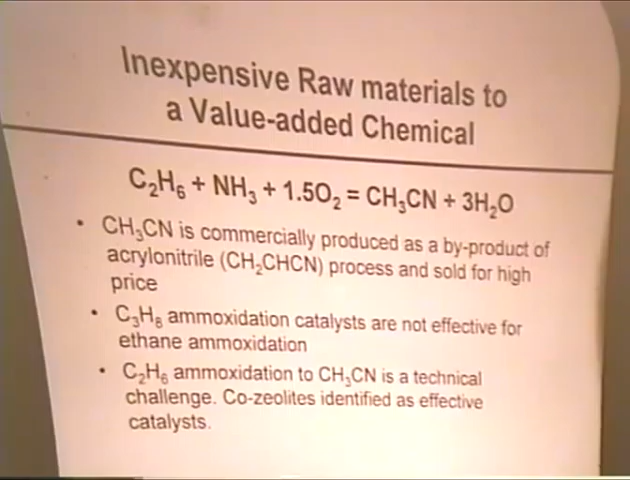 Inexpensive Raw materials to
a Value-added Chemical
C₂H₆ + NH₃ + 1.5O₂ = CH₃CN + 3H₂O
• CH₃CN is commercially produced as a by-product of
acrylonitrile (CH₂CHCN) process and sold for high
price
• C₃H₈ ammoxidation catalysts are not effective for
ethane ammoxidation
• C₂H₆ ammoxidation to CH₃CN is a technical
challenge. Co-zeolites identified as effective
catalysts.